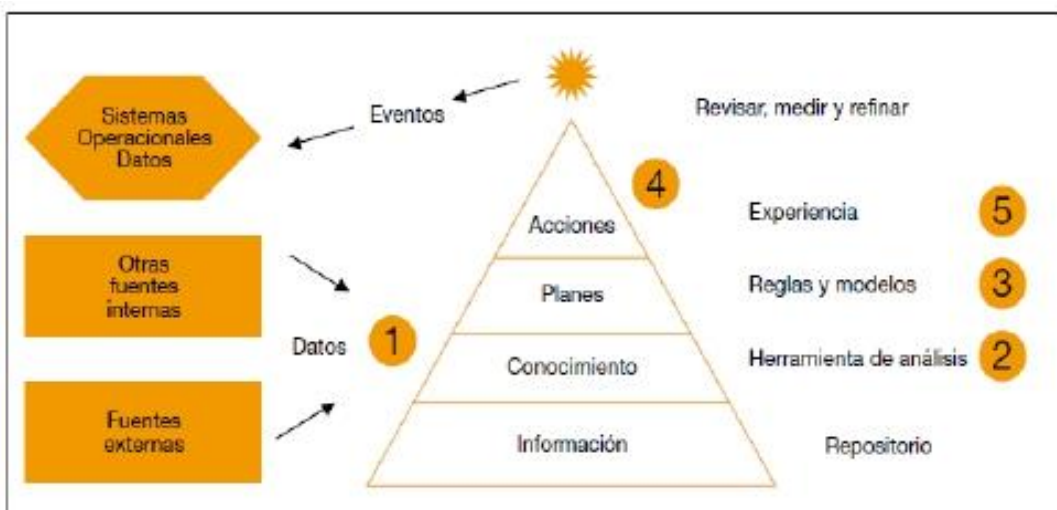 Sistemas
Operacionales
Datos
Eventos
Revisar, medir y refinar
4
Acciones
Experiencia
5
Otras
fuentes
internas
Planes
Reglas y modelos
3
Datos
1
Conocimiento
Herramienta de análisis
2
Fuentes
externas
Información
Repositorio